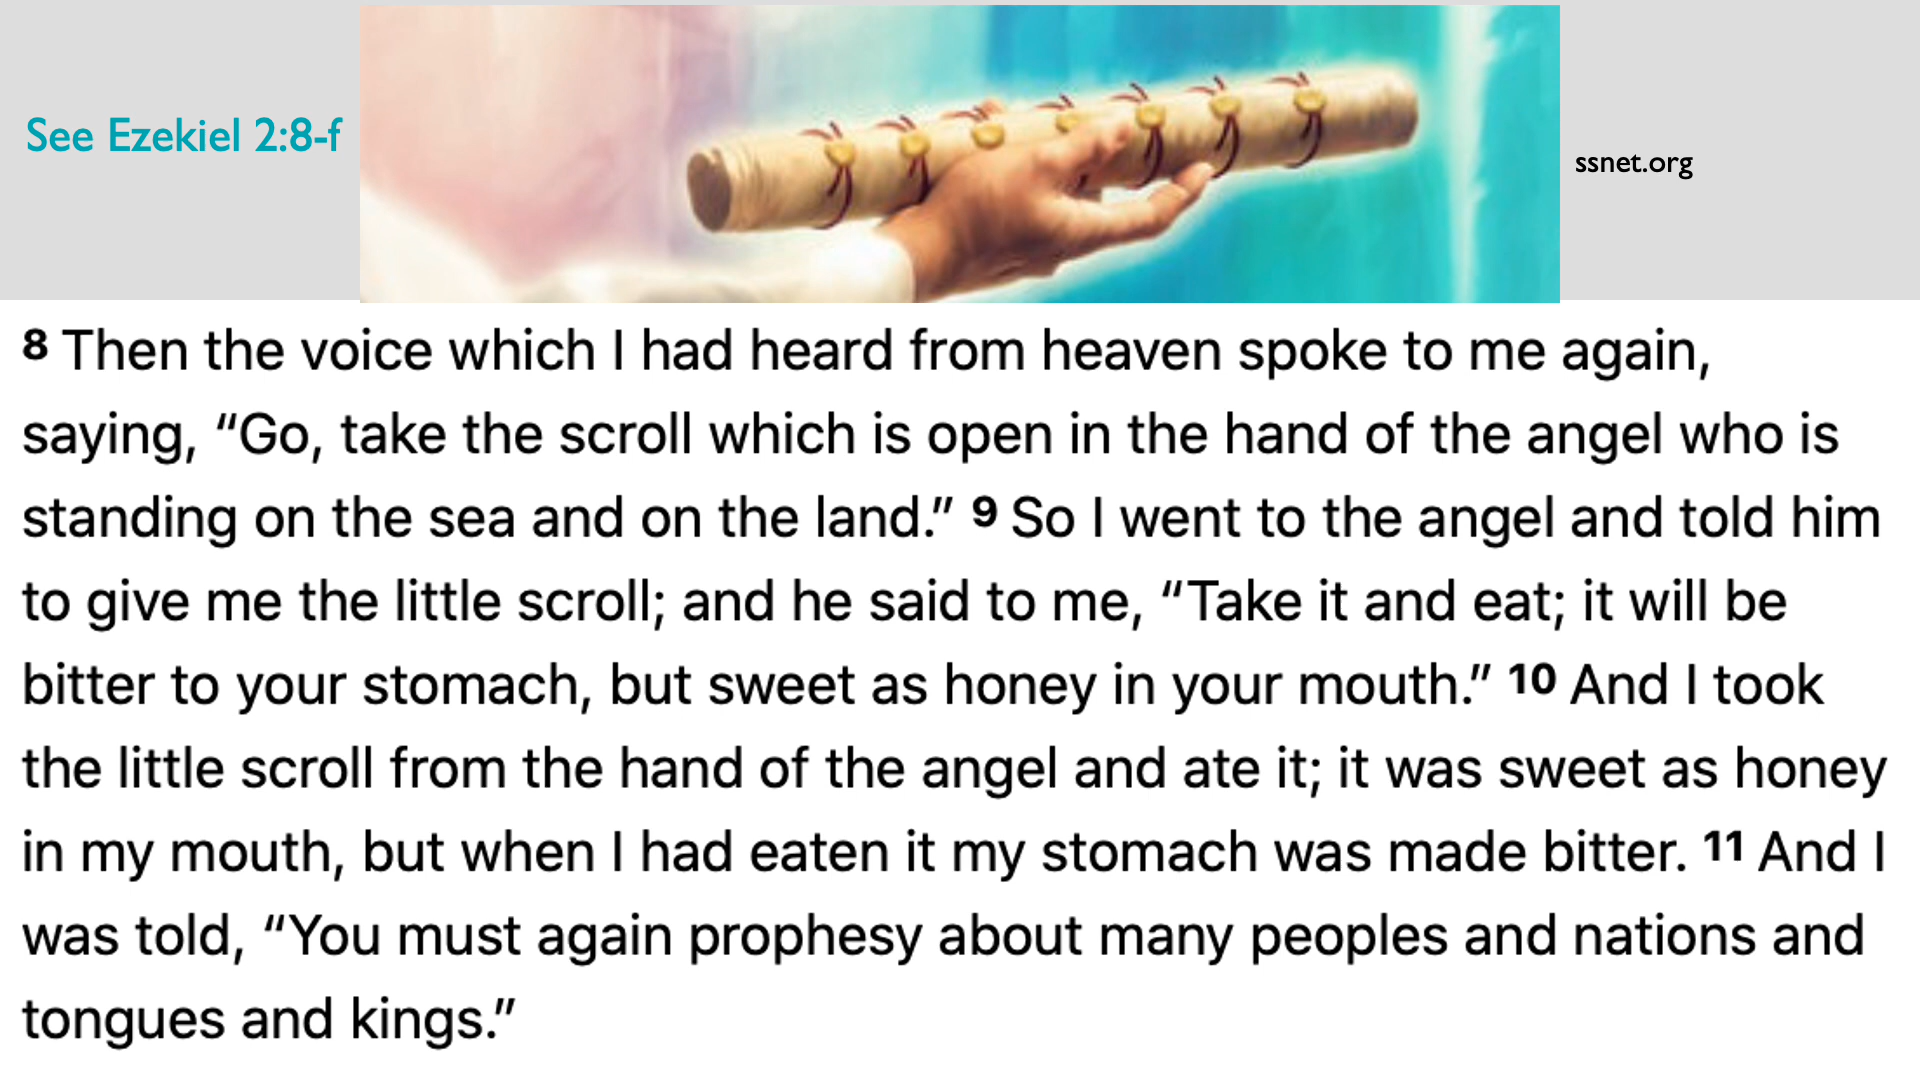 See Ezekiel 2:8-f
ssnet.org
8 Then the voice which I had heard from heaven spoke to me again,
saying, “Go, take the scroll which is open in the hand of the angel who is
standing on the sea and on the land.” 9 So I went to the angel and told him
to give me the little scroll; and he said to me, “Take it and eat; it will be
bitter to your stomach, but sweet as honey in your mouth.” 10 And I took
the little scroll from the hand of the angel and ate it; it was sweet as honey
in my mouth, but when I had eaten it my stomach was made bitter. 11 And I
was told, “You must again prophesy about many peoples and nations and
tongues and kings.”